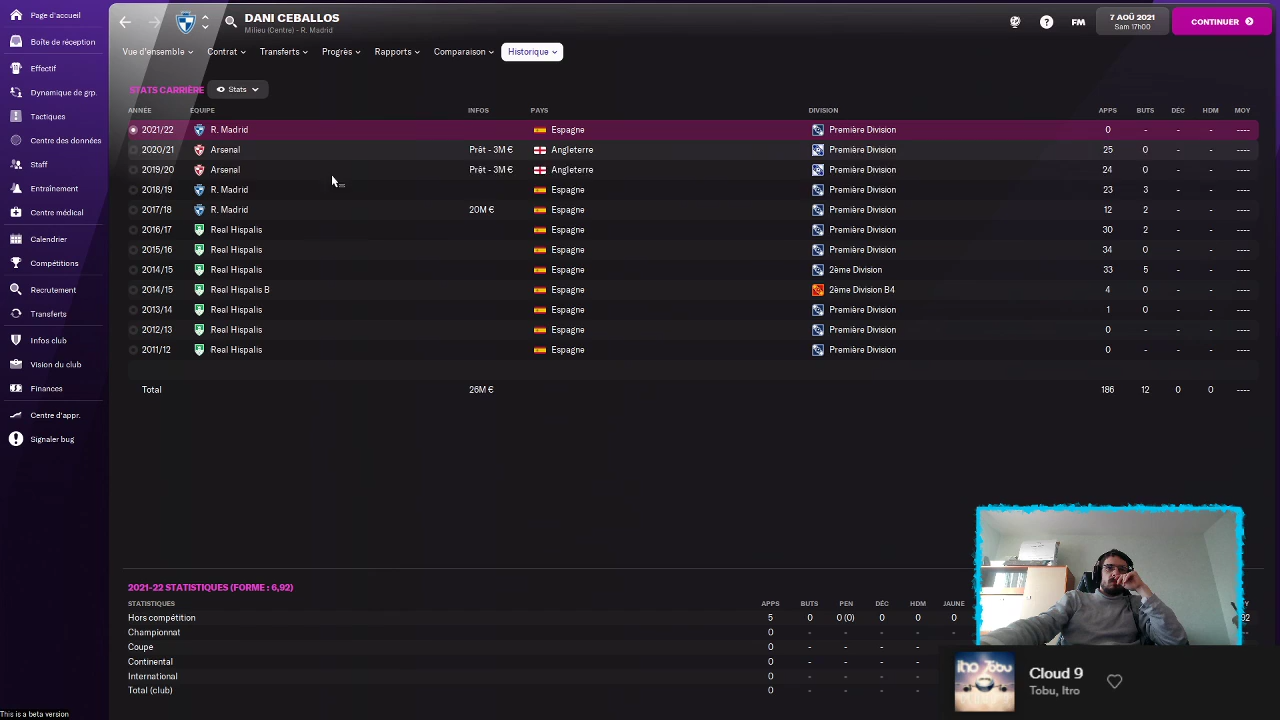 Page d'accueil
DANI CEBALLOS
Milieu (Centre) - R. Madrid
FM
7 AOÛ 2021
Sam 17h00
CONTINUER
Boîte de réception
Effectif
Dynamique de grp.
Tactiques
Centre des données
Staff
Entraînement
Centre médical
Calendrier
Compétitions
Recrutement
Transferts
Infos club
Vision du club
Finances
Centre d'appr.
Signaler bug
Vue d'ensemble Contrat Transferts Progrès Rapports Comparaison Historique
STATS CARRIÈRE Stats
ANNÉE ÉQUIPE INFOS PAYS DIVISION APPS BUTS DÉC HDM MOY
2021/22 R. Madrid Espagne Première Division 0 - - - ----
2020/21 Arsenal Prêt - 3M € Angleterre Première Division 25 0 - - ----
2019/20 Arsenal Prêt - 3M € Angleterre Première Division 24 0 - - ----
2018/19 R. Madrid Espagne Première Division 23 3 - - ----
2017/18 R. Madrid 20M € Espagne Première Division 12 2 - - ----
2016/17 Real Hispalis Espagne Première Division 30 2 - - ----
2015/16 Real Hispalis Espagne Première Division 34 0 - - ----
2014/15 Real Hispalis Espagne 2ème Division 33 5 - - ----
2014/15 Real Hispalis B Espagne 2ème Division B4 4 0 - - ----
2013/14 Real Hispalis Espagne Première Division 1 0 - - ----
2012/13 Real Hispalis Espagne Première Division 0 - - - ----
2011/12 Real Hispalis Espagne Première Division 0 - - - ----
Total 26M € 186 12 0 0 ----
2021-22 STATISTIQUES (FORME : 6,92)
STATISTIQUES APPS BUTS PEN DÉC HDM JAUNE
Hors compétition 5 0 0 (0) 0 0 0 92
Championnat 0 - - - -
Coupe 0 - - - -
Continental 0 - - - -
International 0 - - - -
Total (club) 0 - - - -
itro Tobu
Cloud 9
Tobu, Itro
This is a beta version